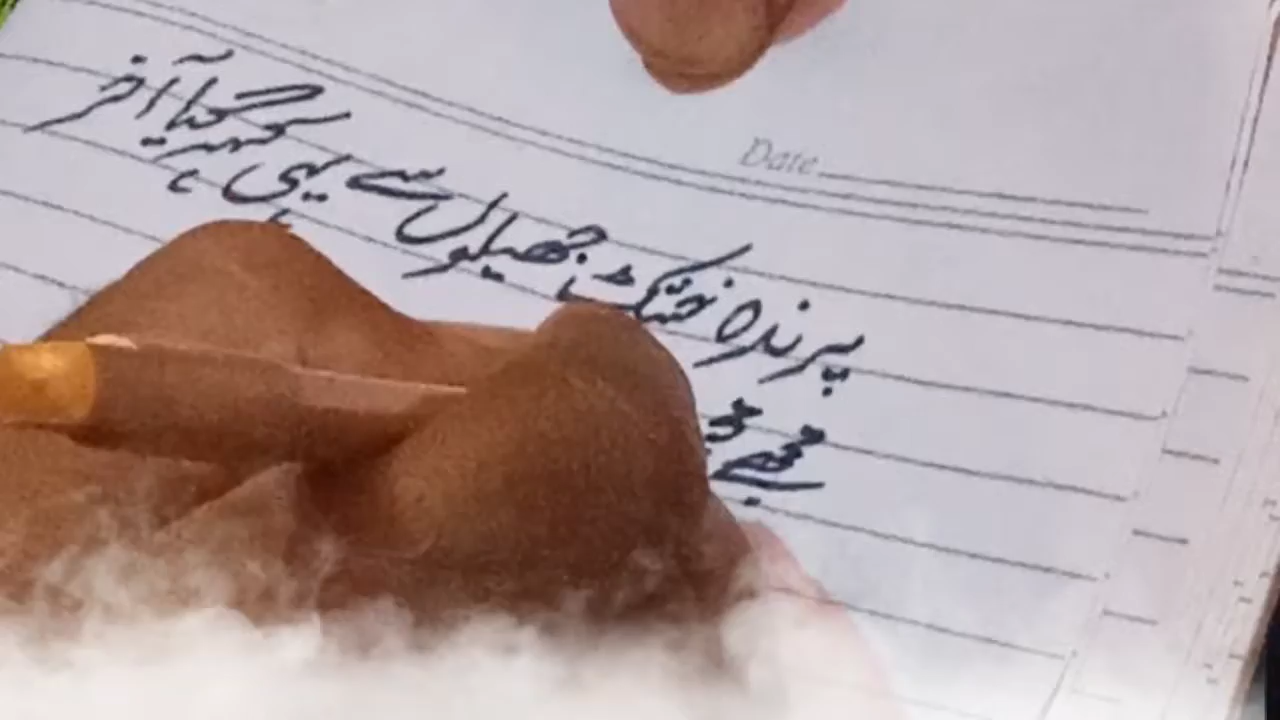 Date
پرندہ خشک جھیلوں سے یہی کہہ کر گیا آخر
مجھے